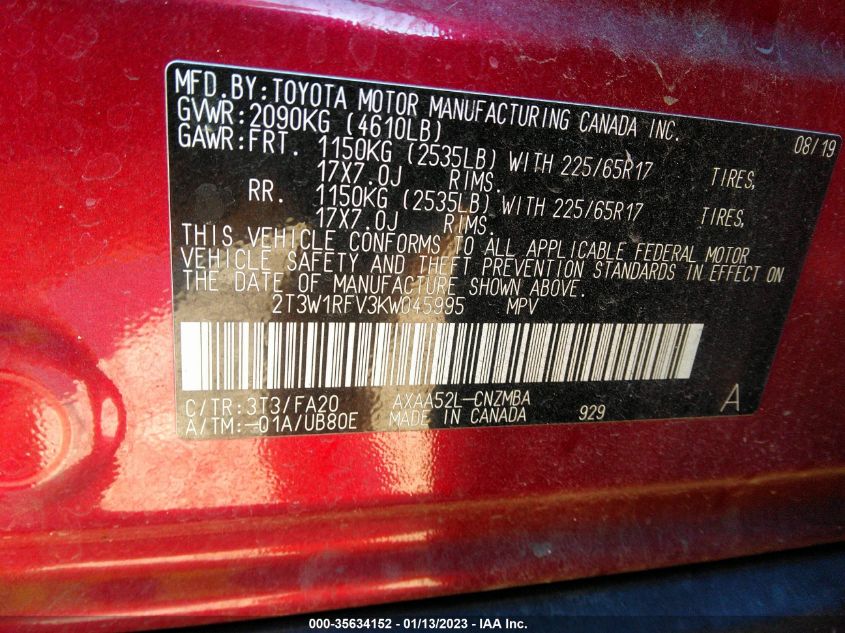 MFD.BY:TOYOTA MOTOR MANUFACTURING CANADA INC.
GVWR:2090KG (4610LB) 08/19
GAWR:FRT. 1150KG (2535LB) WITH 225/65R17 TIRES,
17X7.0J RIMS.
RR. 1150KG (2535LB) WITH 225/65R17 TIRES,
17X7.0J RIMS.
THIS VEHICLE CONFORMS TO ALL APPLICABLE FEDERAL MOTOR
VEHICLE SAFETY AND THEFT PREVENTION STANDARDS IN EFFECT ON
THE DATE OF MANUFACTURE SHOWN ABOVE.
2T3W1RFV3KW045995 MPV
C/TR:3T3/FA20 AXAA52L-CNZMBA
A/TM:-01A/UB80E MADE IN CANADA 929 A
000-35634152 - 01/13/2023 - IAA Inc.